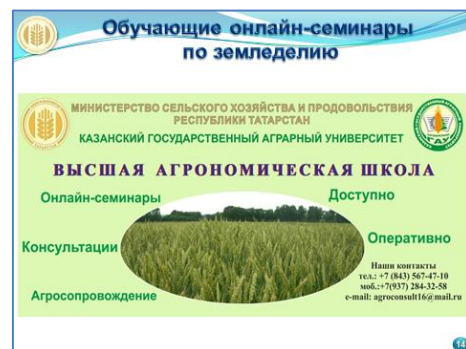 Обучающие онлайн-семинары
по земледелию
МИНИСТЕРСТВО СЕЛЬСКОГО ХОЗЯЙСТВА И ПРОДОВОЛЬСТВИЯ
РЕСПУБЛИКИ ТАТАРСТАН
КАЗАНСКИЙ ГОСУДАРСТВЕННЫЙ АГРАРНЫЙ УНИВЕРСИТЕТ
ВЫСШАЯ АГРОНОМИЧЕСКАЯ ШКОЛА
Онлайн-семинары
Доступно
Консультации
Оперативно
Агросопровождение
Наши контакты
тел.: +7 (843) 567-47-10
моб.:+7(937) 284-32-58
e-mail: agroconsult16@mail.ru
14